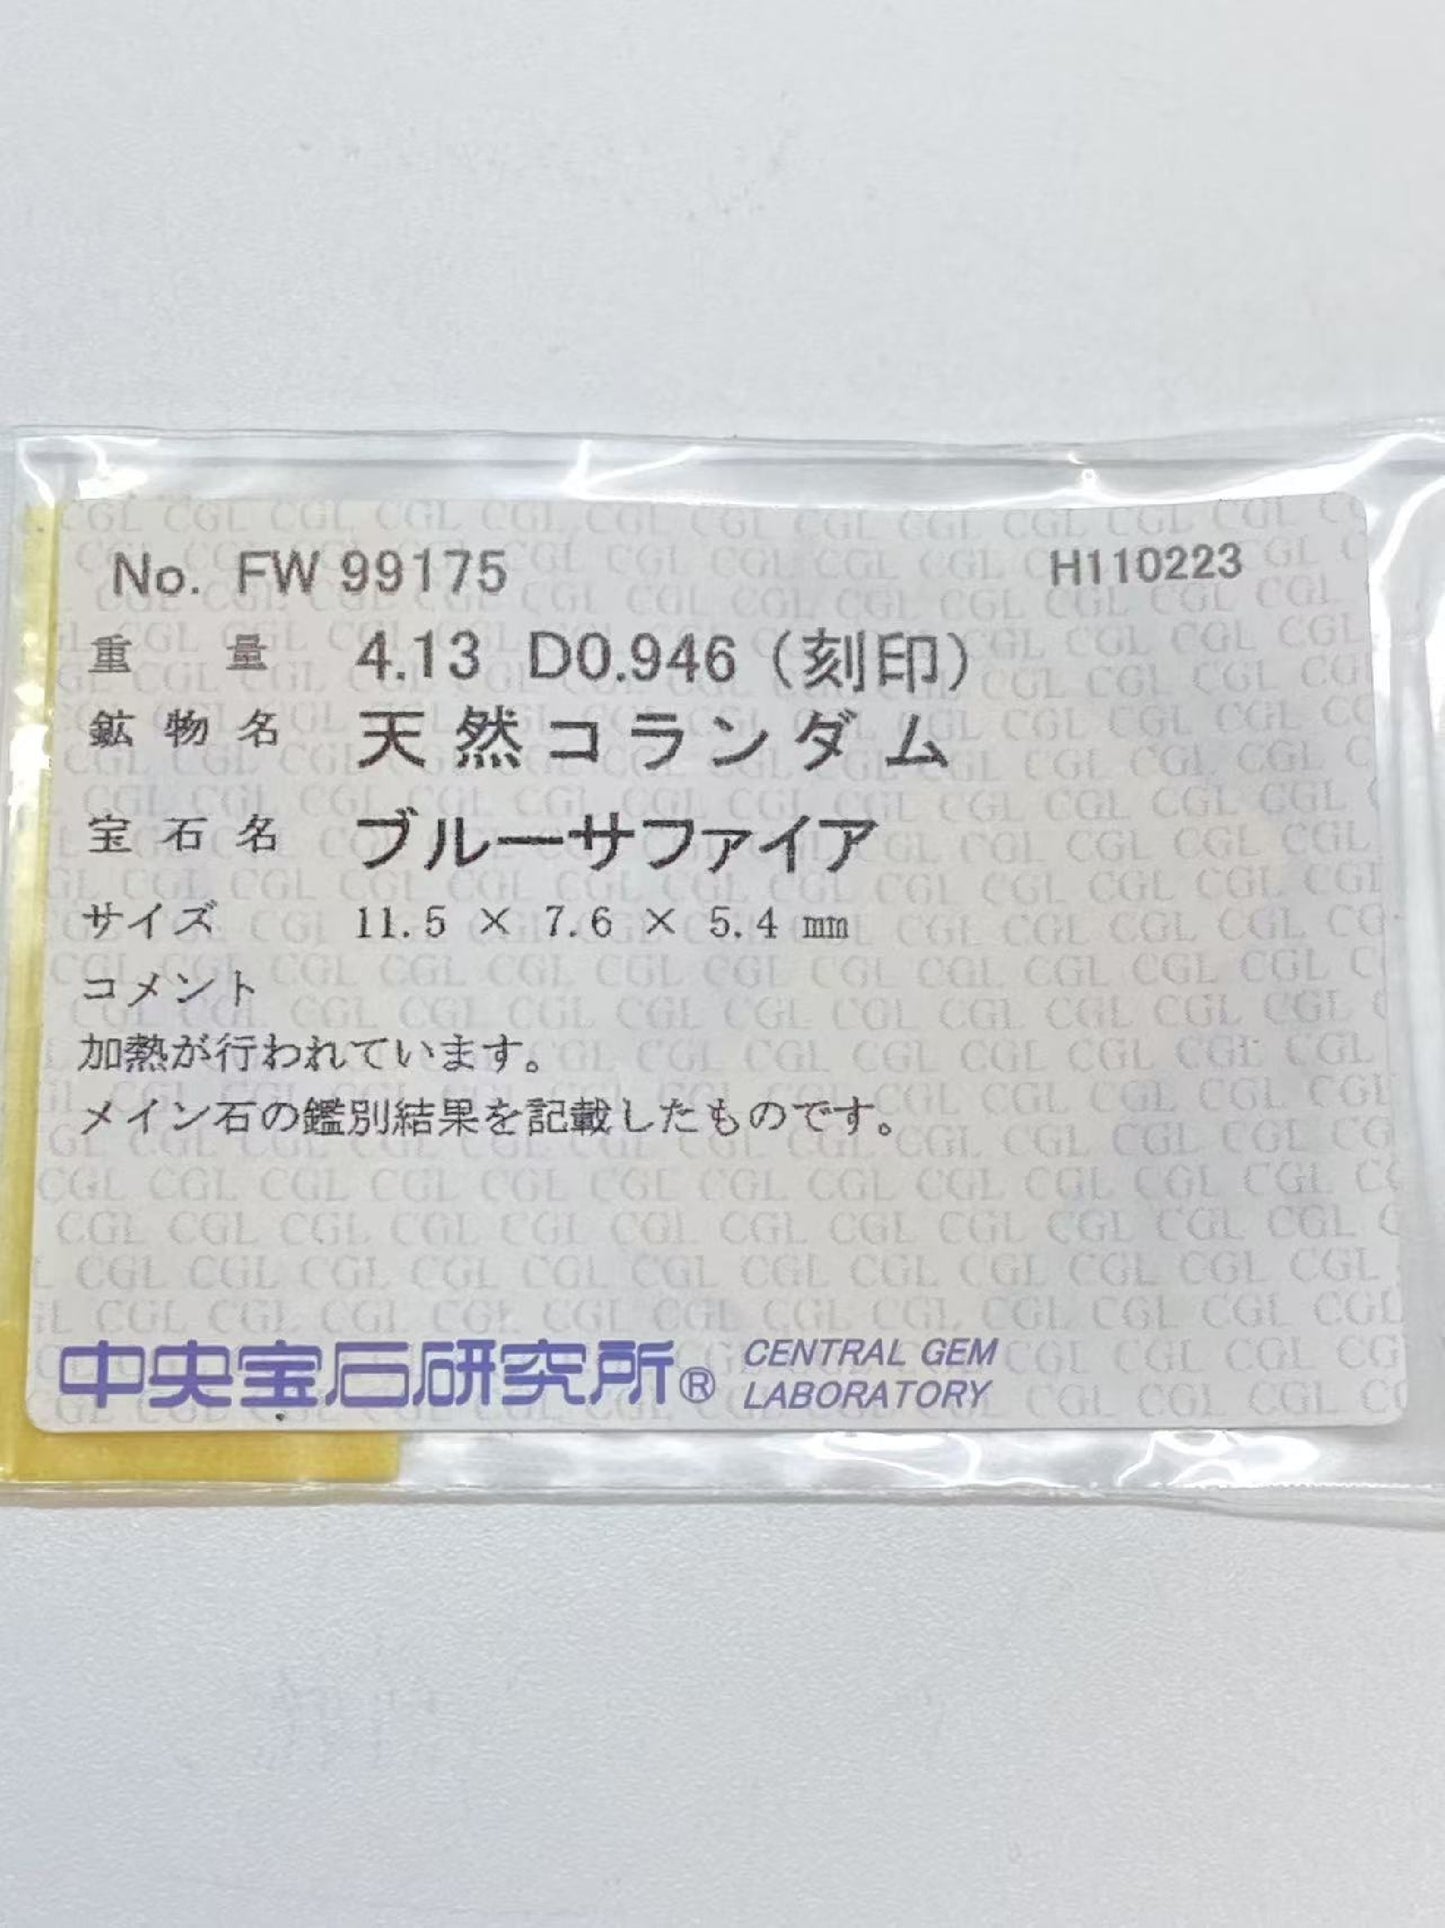 No. FW 99175 H110223
重量 4.13 D0.946 (刻印)
鉱物名 天然コランダム
宝石名 ブルーサファイア
サイズ 11.5 × 7.6 × 5.4 ㎜
コメント
加熱が行われています。
メイン石の鑑別結果を記載したものです。
中央宝石研究所® CENTRAL GEM
LABORATORY